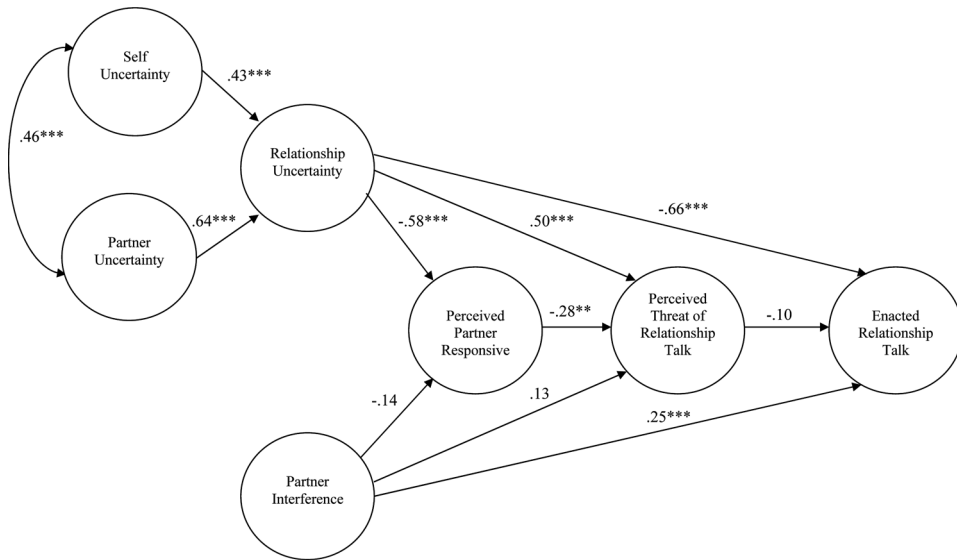 Self
Uncertainty
.43***
.46***
Relationship
Uncertainty
Partner
Uncertainty
.64***
-.58***
.50***
-.66***
Perceived
Partner
Responsive
-.28**
Perceived
Threat of
Relationship
Talk
-.10
Enacted
Relationship
Talk
-.14
.13
.25***
Partner
Interference